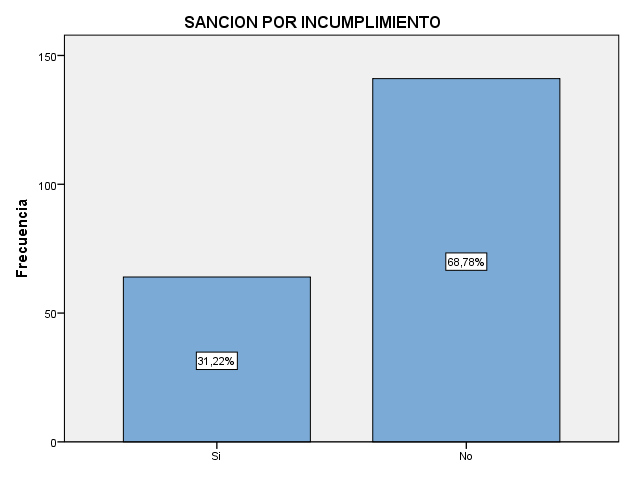 SANCION POR INCUMPLIMIENTO
150
100
50
0
Frecuencia
31,22%
68,78%
Si
No